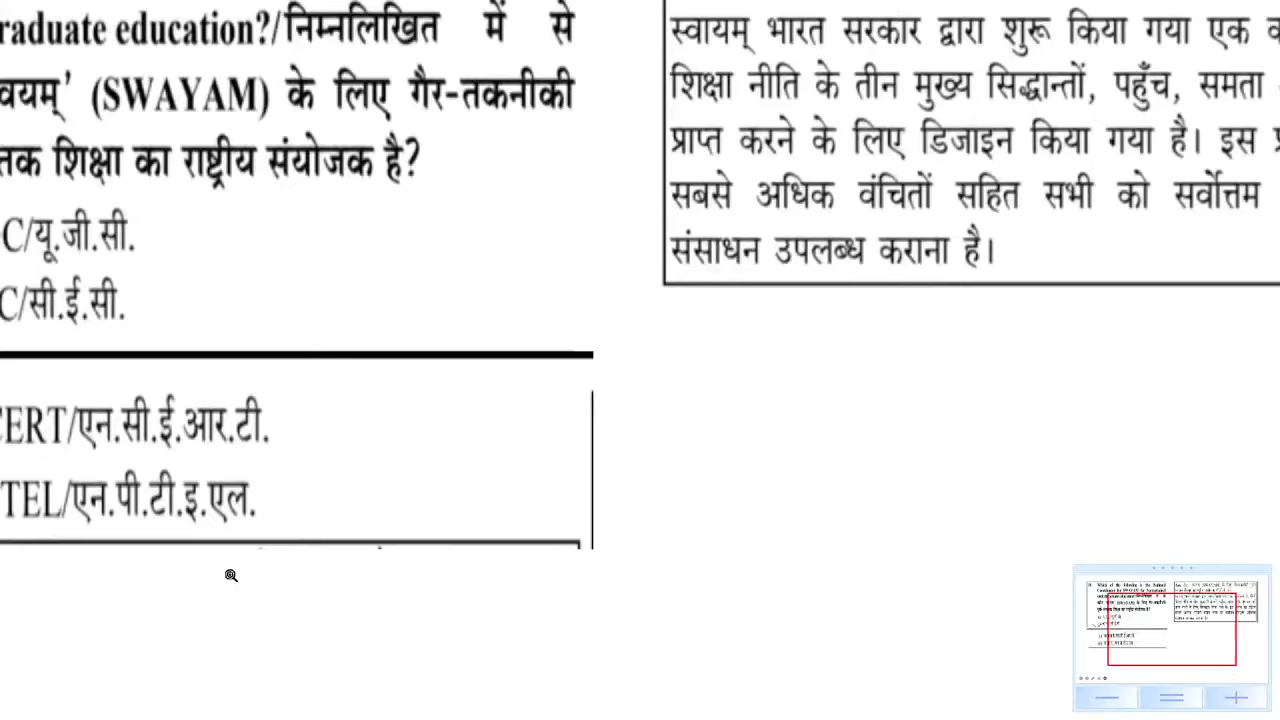 raduate education?/निम्नलिखित में से
वयम्' (SWAYAM) के लिए गैर-तकनीकी
तक शिक्षा का राष्ट्रीय संयोजक है?
C/यू.जी.सी.
C/सी.ई.सी.
CERT/एन.सी.ई.आर.टी.
TEL/एन.पी.टी.इ.एल.
स्वायम् भारत सरकार द्वारा शुरू किया गया एक
शिक्षा नीति के तीन मुख्य सिद्धान्तों, पहुँच, समता
प्राप्त करने के लिए डिजाइन किया गया है। इस
सबसे अधिक वंचितों सहित सभी को सर्वोत्तम
संसाधन उपलब्ध कराना है।